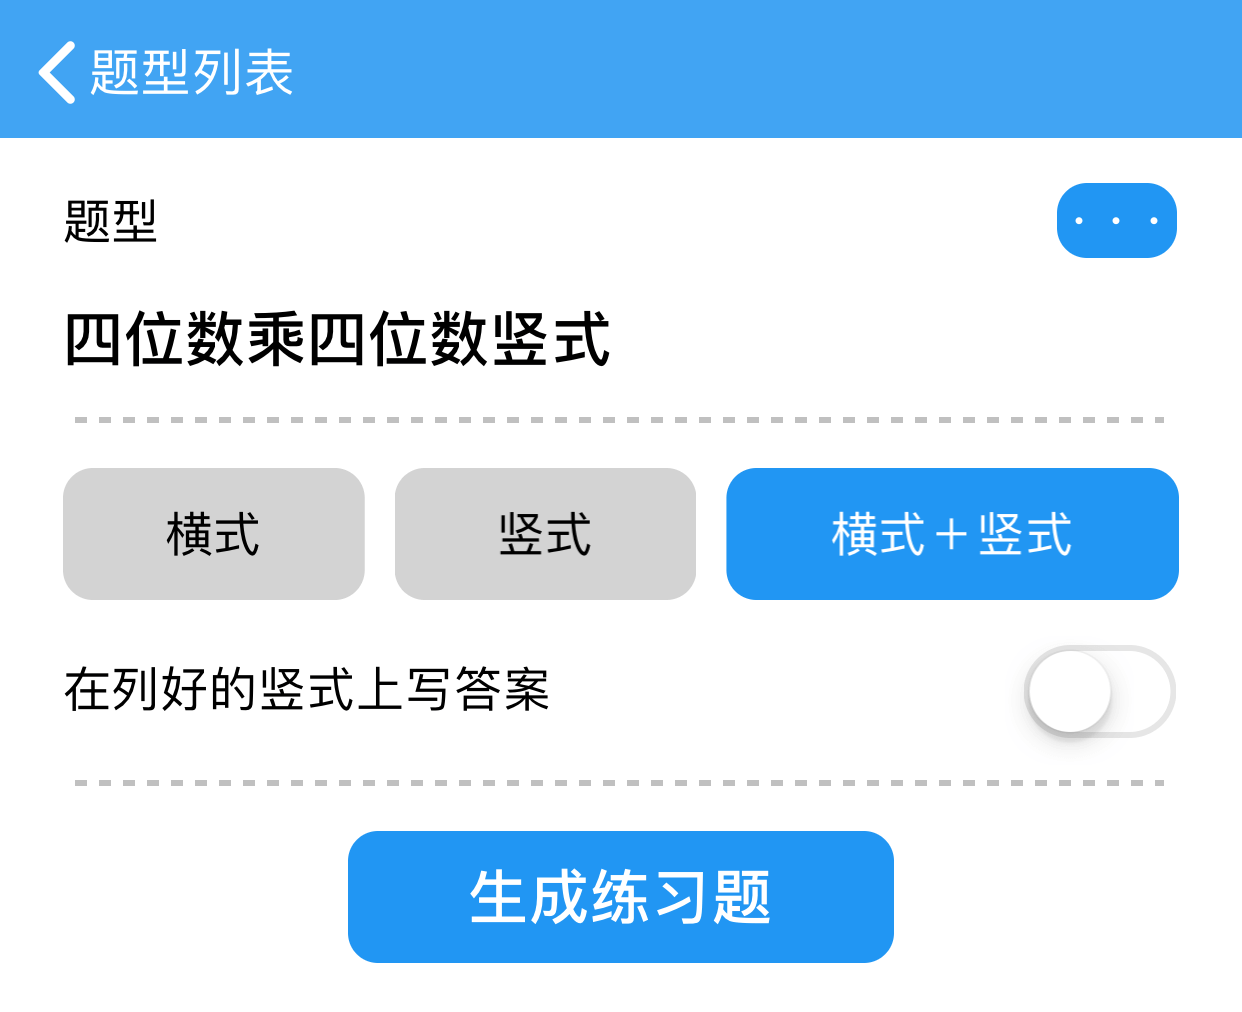 题型列表
题型
四位数乘四位数竖式
横式 竖式 横式+竖式
在列好的竖式上写答案
生成练习题